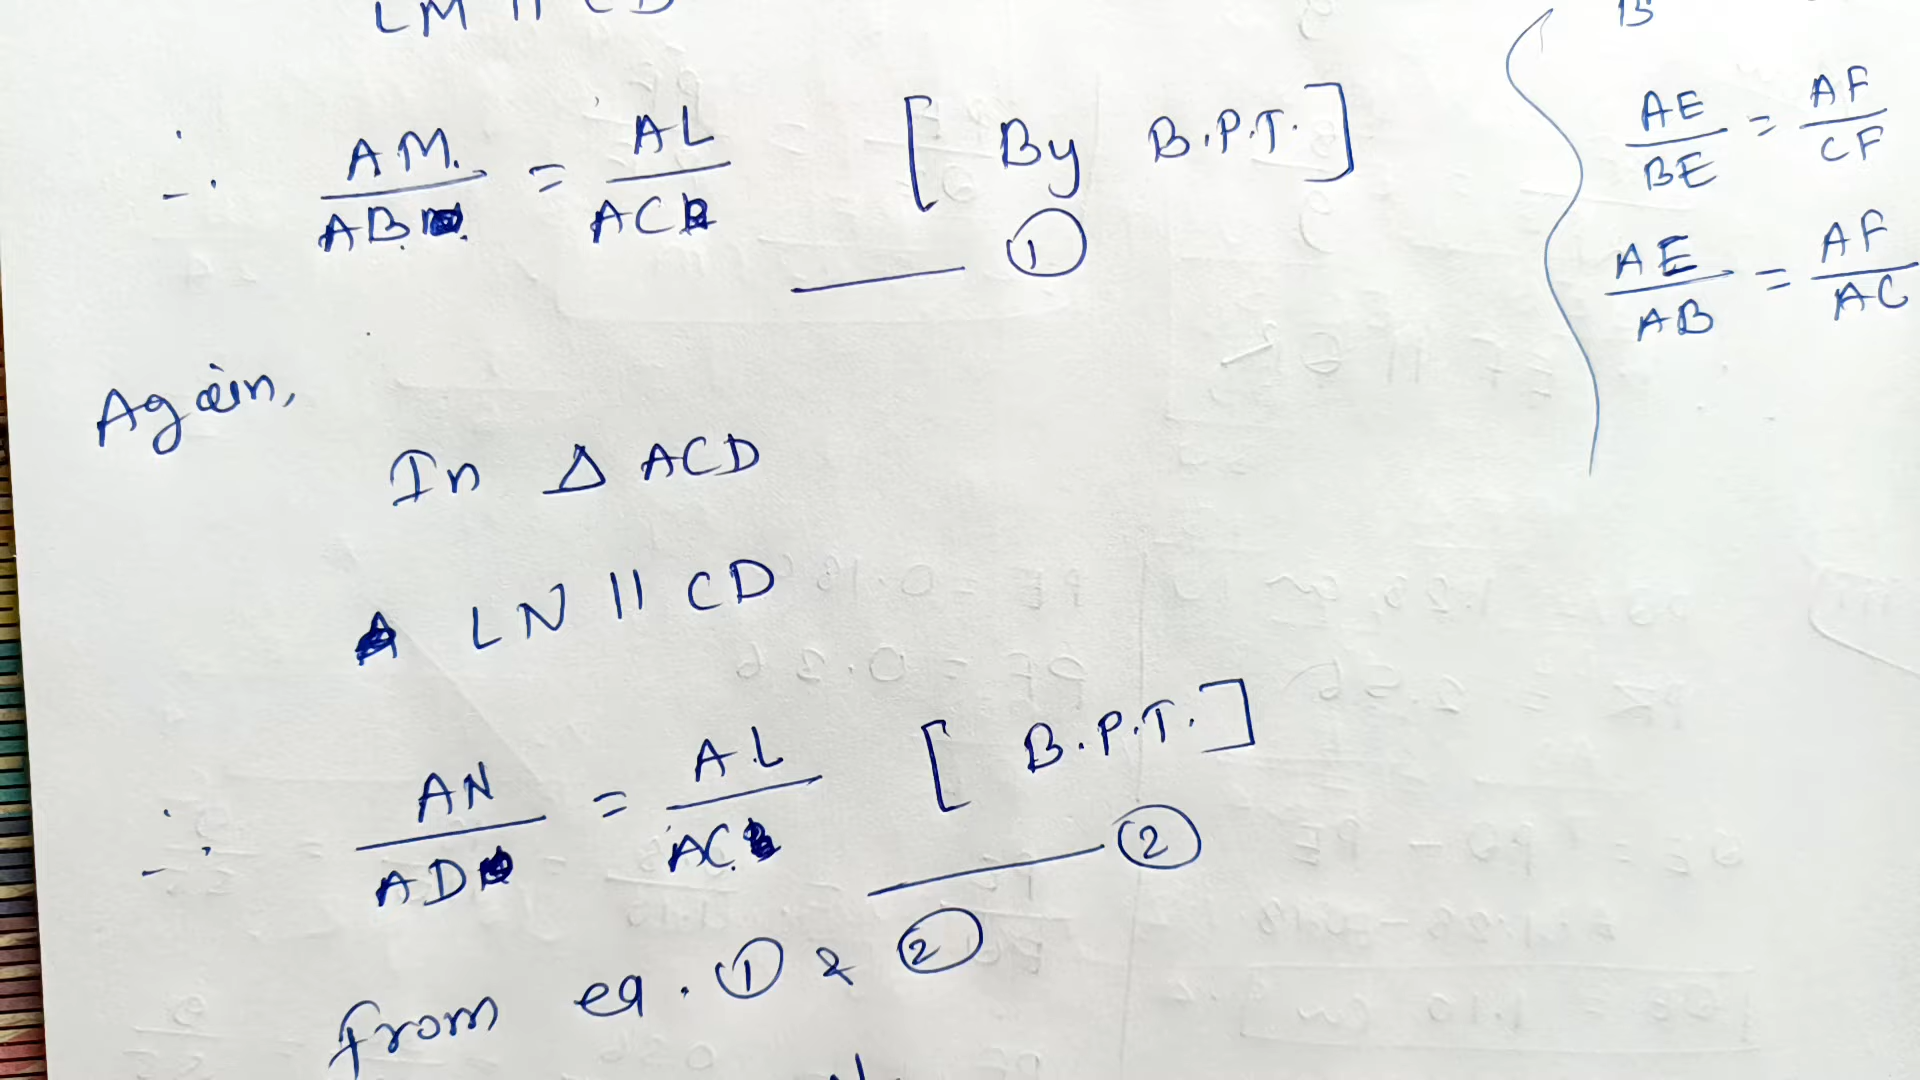 LM || CD
∴ AM. / AB = AL / AC [By B.P.T.]
①
Again,
In Δ ACD
LN || CD
∴ AN / AD = AL / AC [B.P.T.]
②
from eq. ① & ②
B
AE / BE = AF / CF
AE / AB = AF / AC